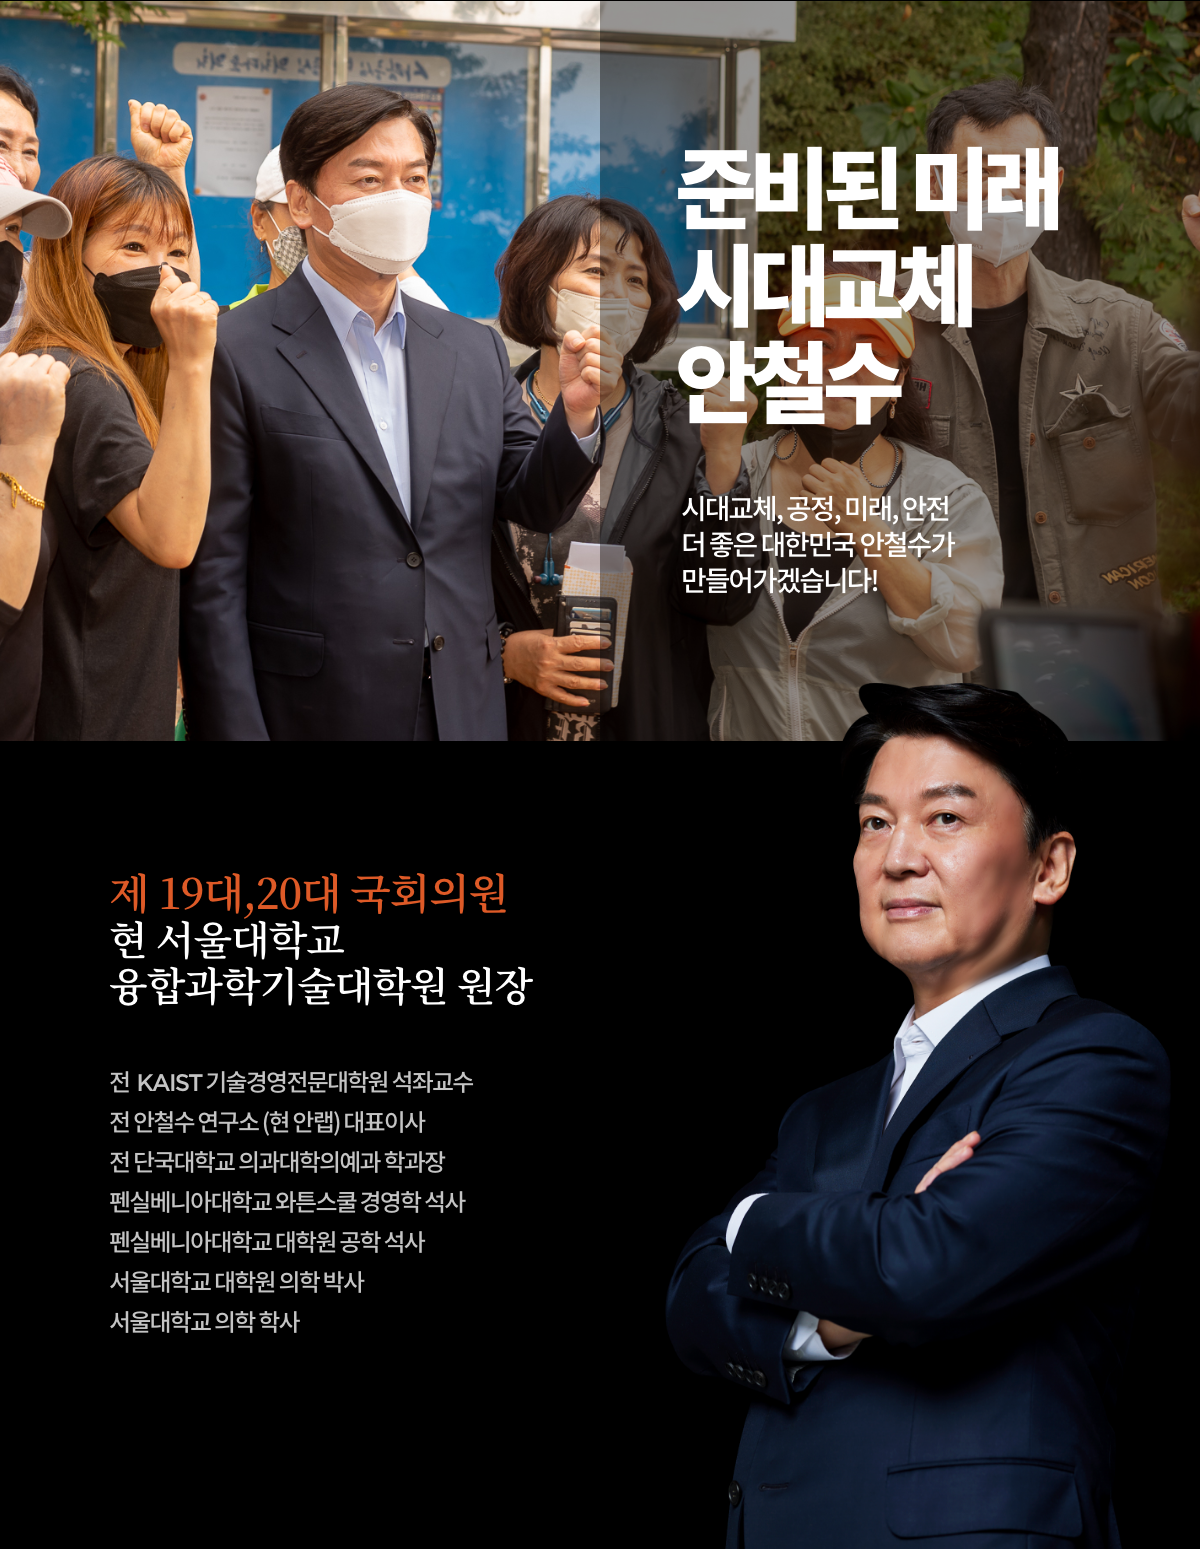 준비된 미래
시대교체
안철수
시대교체, 공정, 미래, 안전
더 좋은 대한민국 안철수가
만들어가겠습니다!
제 19대,20대 국회의원
현 서울대학교
융합과학기술대학원 원장
전 KAIST 기술경영전문대학원 석좌교수
전 안철수 연구소 (현 안랩) 대표이사
전 단국대학교 의과대학의예과 학과장
펜실베니아대학교 와튼스쿨 경영학 석사
펜실베니아대학교 대학원 공학 석사
서울대학교 대학원 의학 박사
서울대학교 의학 학사